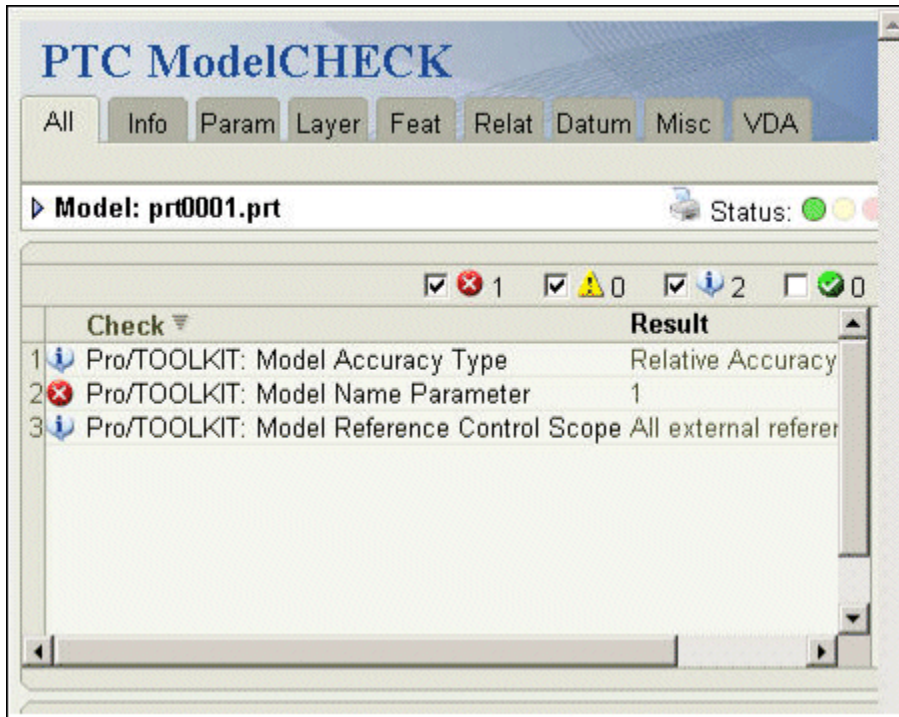 PTC ModelCHECK
All Info Param Layer Feat Relat Datum Misc VDA
Model: prt0001.prt Status:
1 0 2 0
Check Result
1 Pro/TOOLKIT: Model Accuracy Type Relative Accuracy
2 Pro/TOOLKIT: Model Name Parameter 1
3 Pro/TOOLKIT: Model Reference Control Scope All external referen